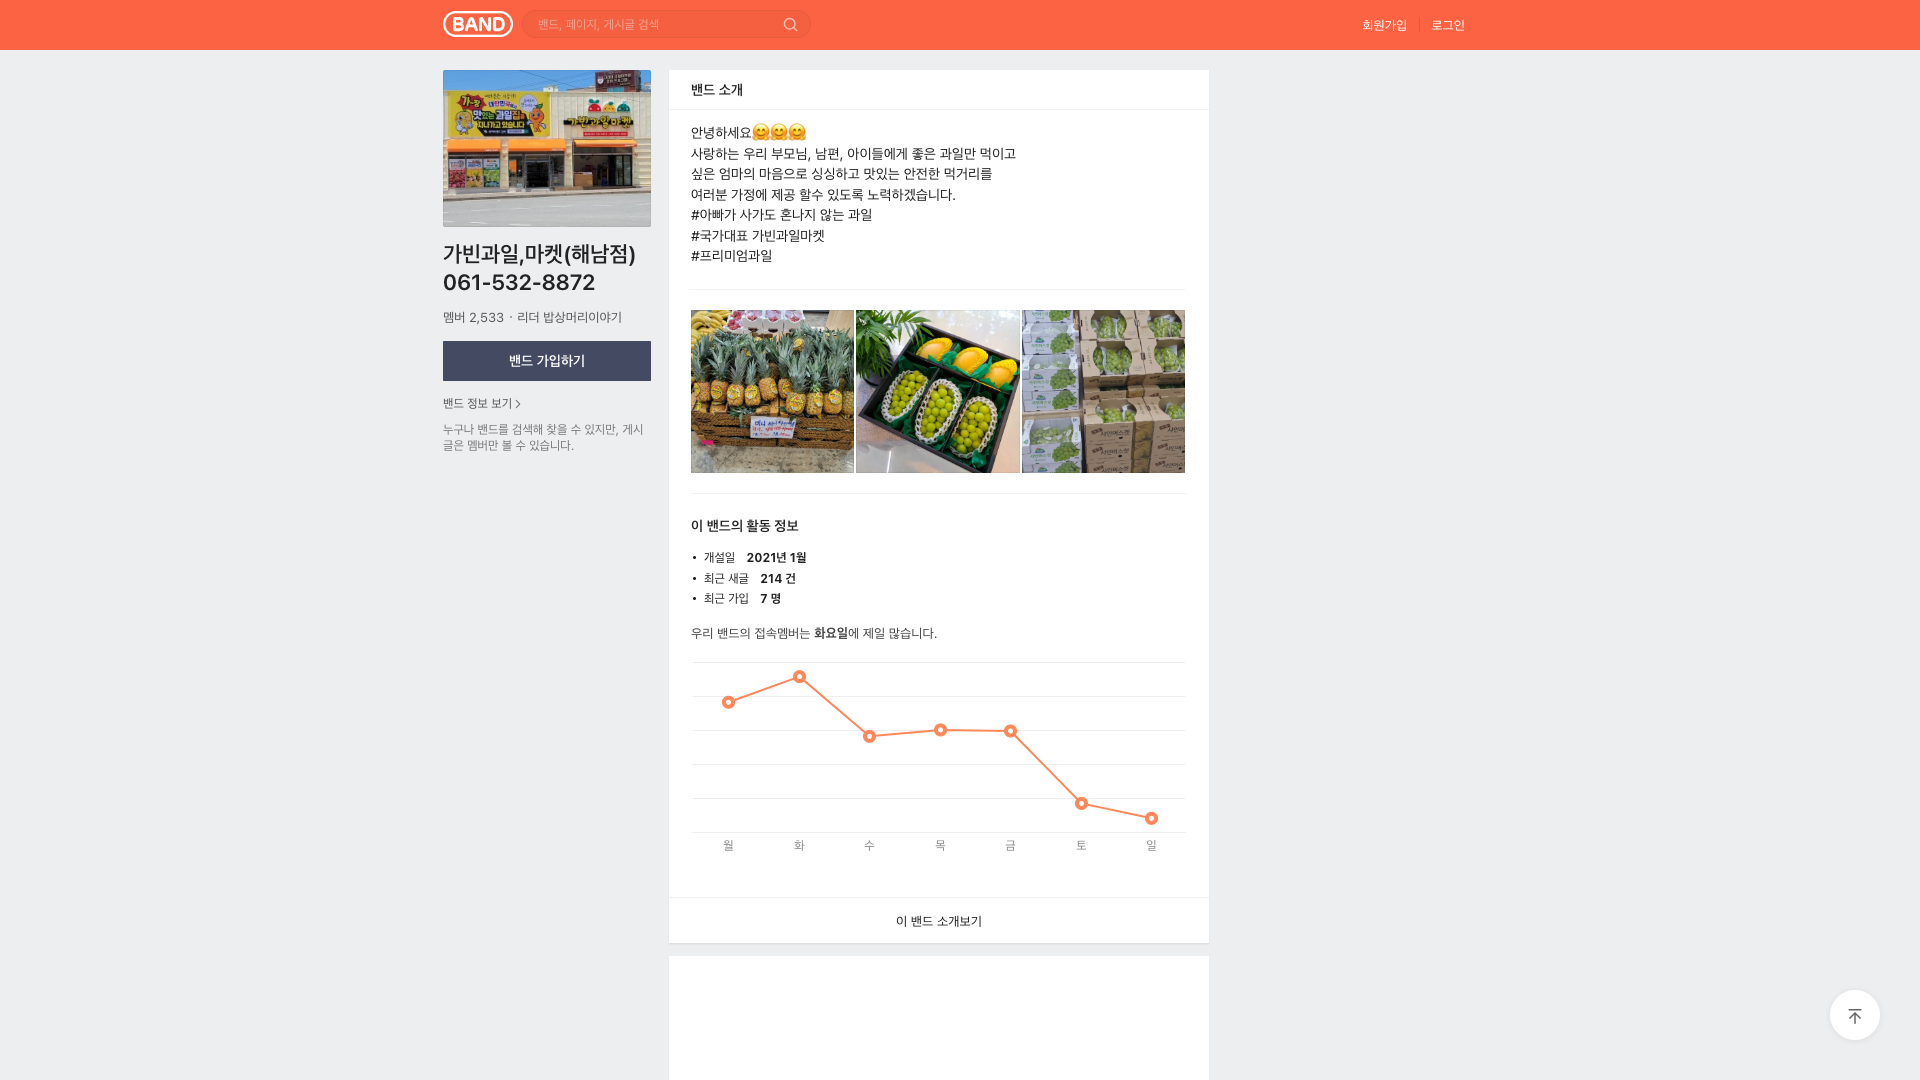 BAND
밴드, 페이지, 게시글 검색
회원가입
로그인
가빈과일,마켓(해남점)
061-532-8872
멤버 2,533 · 리더 밥상머리이야기
밴드 가입하기
밴드 정보 보기
누구나 밴드를 검색해 찾을 수 있지만, 게시
글은 멤버만 볼 수 있습니다.
밴드 소개
안녕하세요🤗🤗🤗
사랑하는 우리 부모님, 남편, 아이들에게 좋은 과일만 먹이고
싶은 엄마의 마음으로 싱싱하고 맛있는 안전한 먹거리를
여러분 가정에 제공 할수 있도록 노력하겠습니다.
#아빠가 사가도 혼나지 않는 과일
#국가대표 가빈과일마켓
#프리미엄과일
이 밴드의 활동 정보
• 개설일 2021년 1월
• 최근 새글 214 건
• 최근 가입 7 명
우리 밴드의 접속멤버는 화요일에 제일 많습니다.
월 화 수 목 금 토 일
이 밴드 소개보기